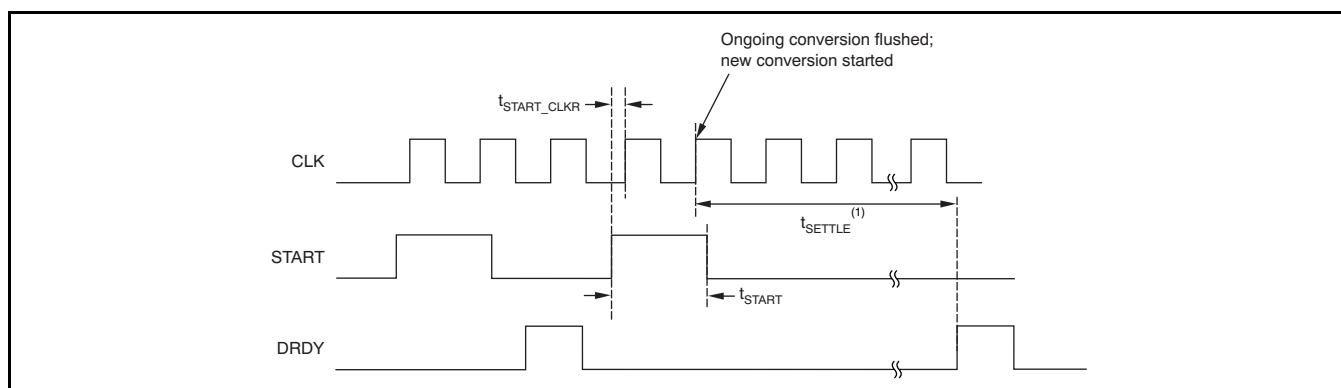 Ongoing conversion flushed;
new conversion started
tSTART_CLKR
CLK
tSETTLE(1)
START
tSTART
DRDY